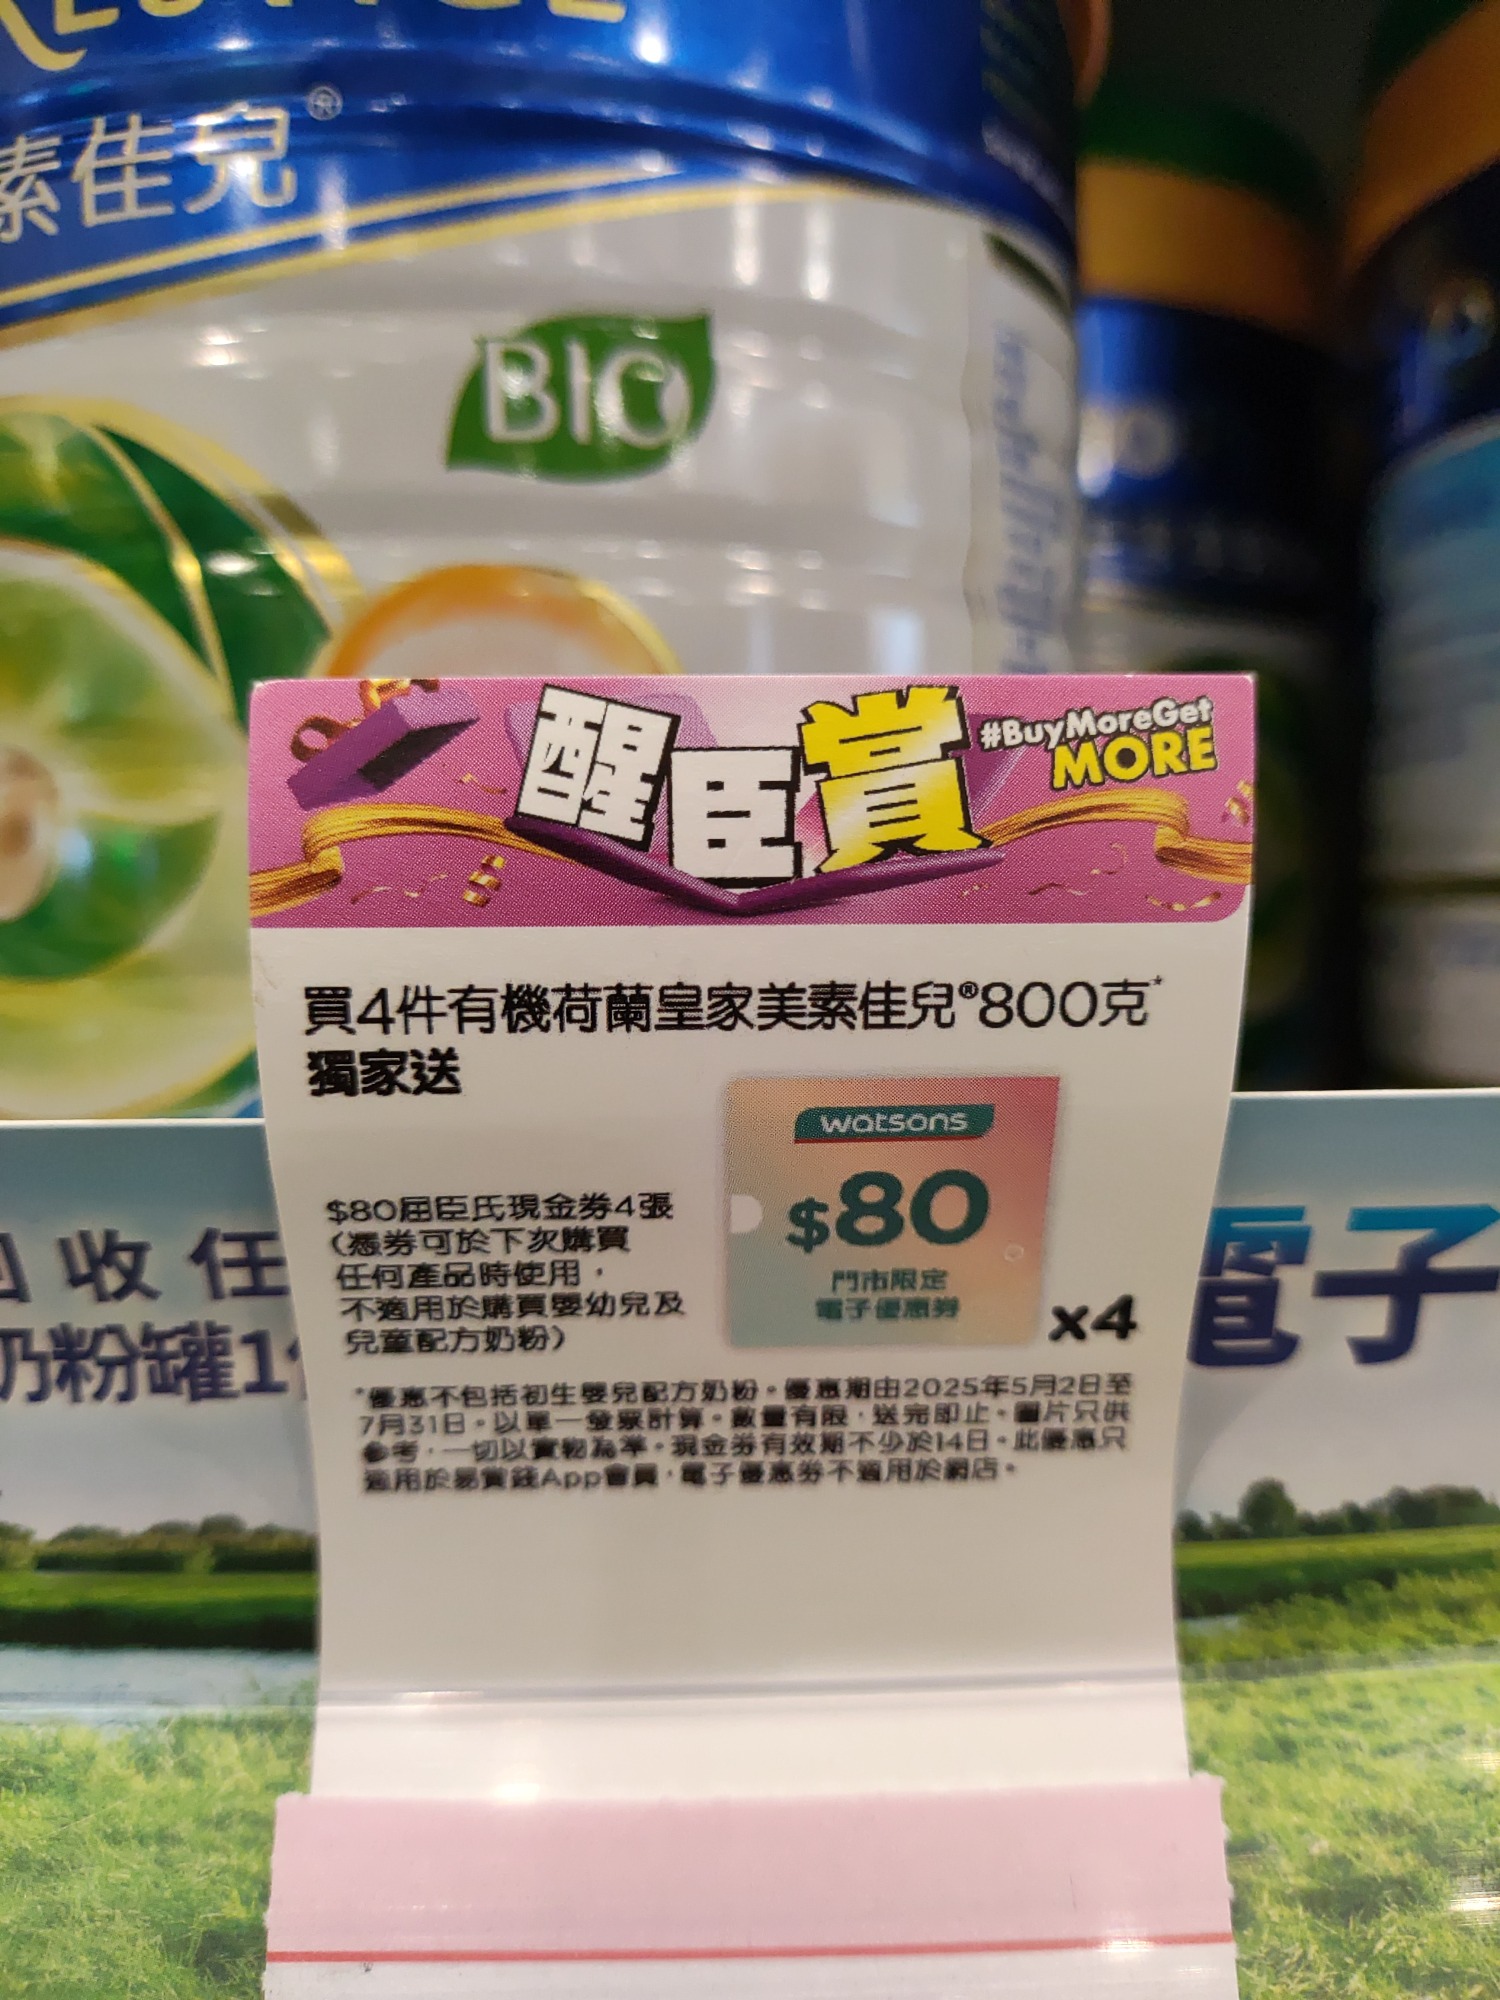 素佳兒®
BIO
醒臣賞
#BuyMoreGet
MORE
買4件有機荷蘭皇家美素佳兒®800克*
獨家送
watsons
$80
門市限定
電子優惠券
x4
$80屈臣氏現金券4張
（憑券可於下次購買
任何產品時使用，
不適用於購買嬰幼兒及
兒童配方奶粉）
*優惠不包括初生嬰兒配方奶粉。優惠期由2025年5月2日至
7月31日。以單一發票計算。數量有限，送完即止。圖片只供
參考，一切以實物為準。現金券有效期不少於14日。此優惠只
適用於易賞錢App會員，電子優惠券不適用於網店。
回收任
電子
奶粉罐1